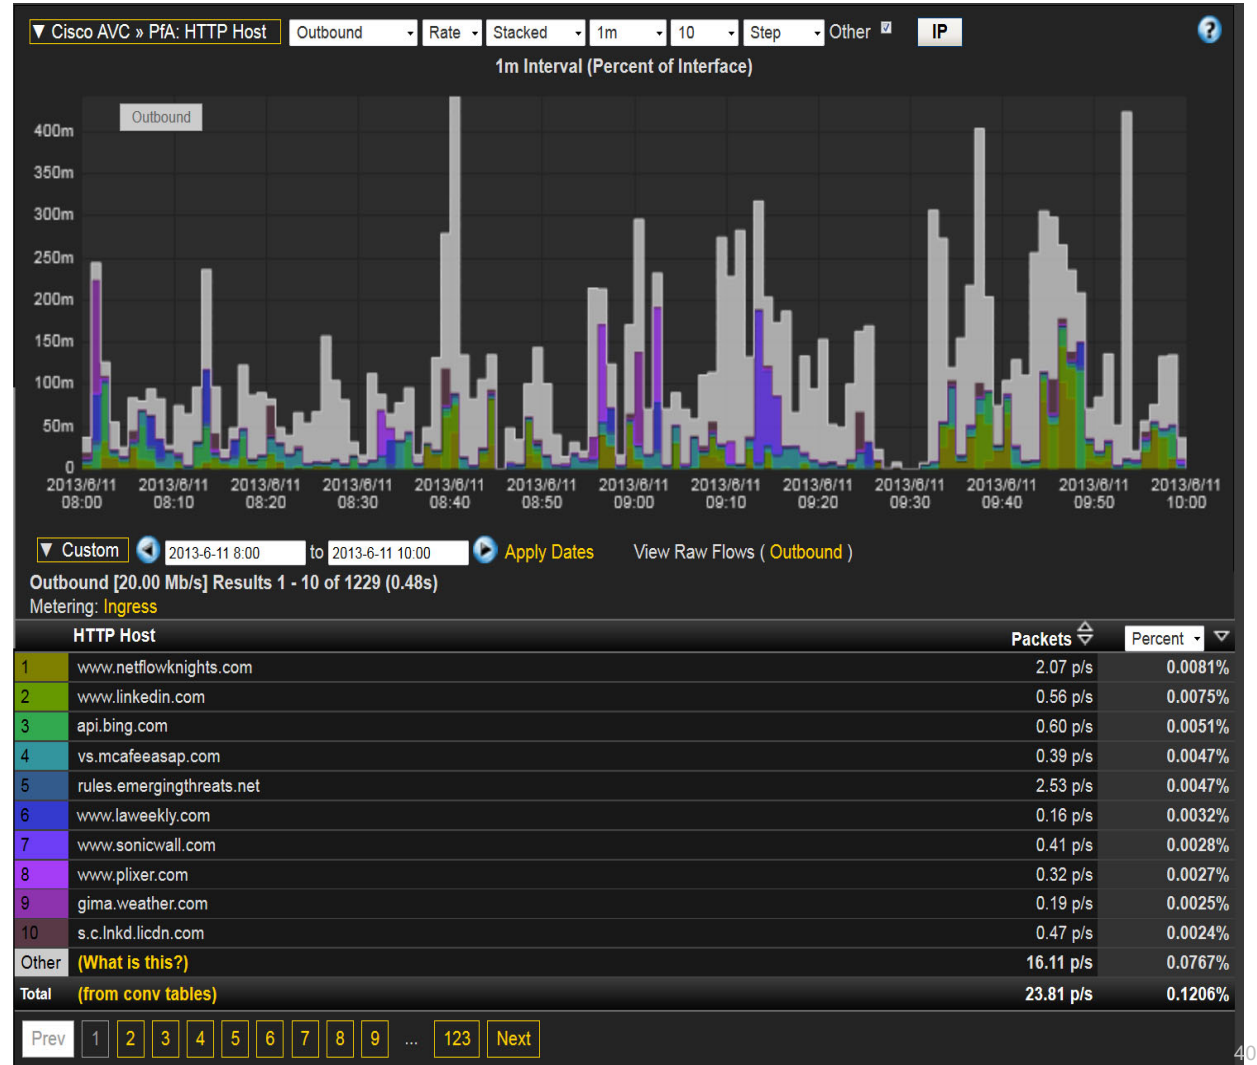 ▼ Cisco AVC » PfA: HTTP Host Outbound Rate Stacked 1m 10 Step Other IP ?
1m Interval (Percent of Interface)
Outbound
400m
350m
300m
250m
200m
150m
100m
50m
0
2013/6/11 2013/6/11 2013/6/11 2013/6/11 2013/6/11 2013/6/11 2013/6/11 2013/6/11 2013/6/11 2013/6/11 2013/6/11 2013/6/11 2013/6/11
08:00 08:10 08:20 08:30 08:40 08:50 09:00 09:10 09:20 09:30 09:40 09:50 10:00
▼ Custom 2013-6-11 8:00 to 2013-6-11 10:00 Apply Dates View Raw Flows ( Outbound )
Outbound [20.00 Mb/s] Results 1 - 10 of 1229 (0.48s)
Metering: Ingress
HTTP Host Packets Percent
1 www.netflowknights.com 2.07 p/s 0.0081%
2 www.linkedin.com 0.56 p/s 0.0075%
3 api.bing.com 0.60 p/s 0.0051%
4 vs.mcafeeasap.com 0.39 p/s 0.0047%
5 rules.emergingthreats.net 2.53 p/s 0.0047%
6 www.laweekly.com 0.16 p/s 0.0032%
7 www.sonicwall.com 0.41 p/s 0.0028%
8 www.plixer.com 0.32 p/s 0.0027%
9 gima.weather.com 0.19 p/s 0.0025%
10 s.c.lnkd.licdn.com 0.47 p/s 0.0024%
Other (What is this?) 16.11 p/s 0.0767%
Total (from conv tables) 23.81 p/s 0.1206%
Prev 1 2 3 4 5 6 7 8 9 ... 123 Next
40